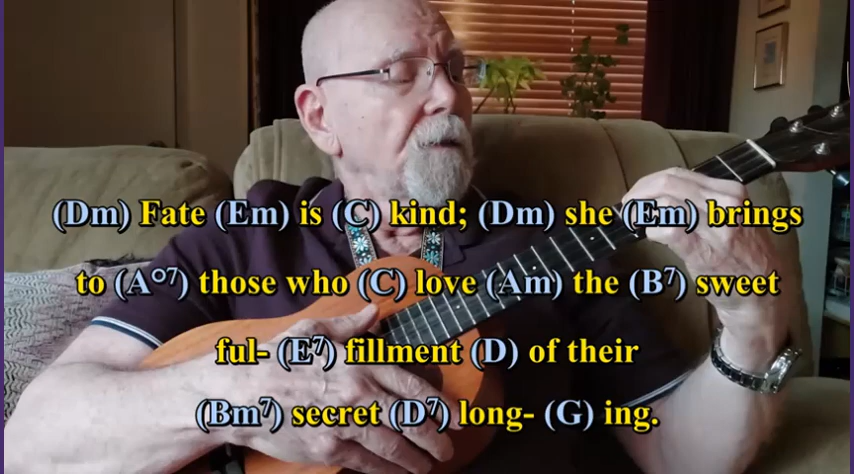 (Dm) Fate (Em) is (C) kind; (Dm) she (Em) brings
to (A°⁷) those who (C) love (Am) the (B⁷) sweet
ful- (E⁷) fillment (D) of their
(Bm⁷) secret (D⁷) long- (G) ing.